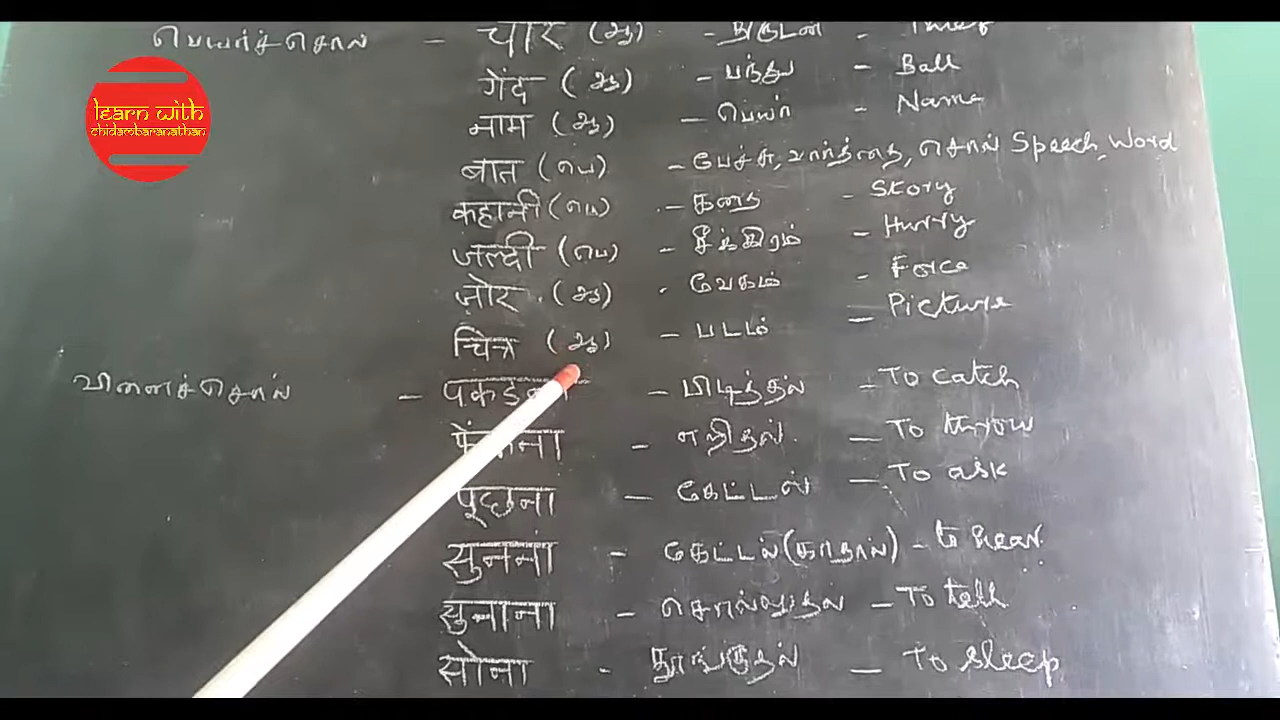 பெயர்ச்சொல் - चोर (ஆ) - திருடன் - Thief
गेंद (ஆ) - பந்து - Ball
नाम (ஆ) - பெயர் - Name
बात (பெ) - பேச்சு, வார்த்தை, சொல் Speech, Word
कहानी (பெ) - கதை - Story
जल्दी (பெ) - சீக்கிரம் - Hurry
ज़ोर (ஆ) - வேகம் - Force
चित्र (ஆ) - படம் - Picture
வினைச்சொல் - पकड़ना - பிடித்தல் - To catch
फेंकना - எறிதல் - To throw
पूछना - கேட்டல் - To ask
सुनना - கேட்டல் (காதால்) - to hear
सुनाना - சொல்லுதல் - To tell
सोना - தூங்குதல் - To sleep
learn with
chidambaranathan